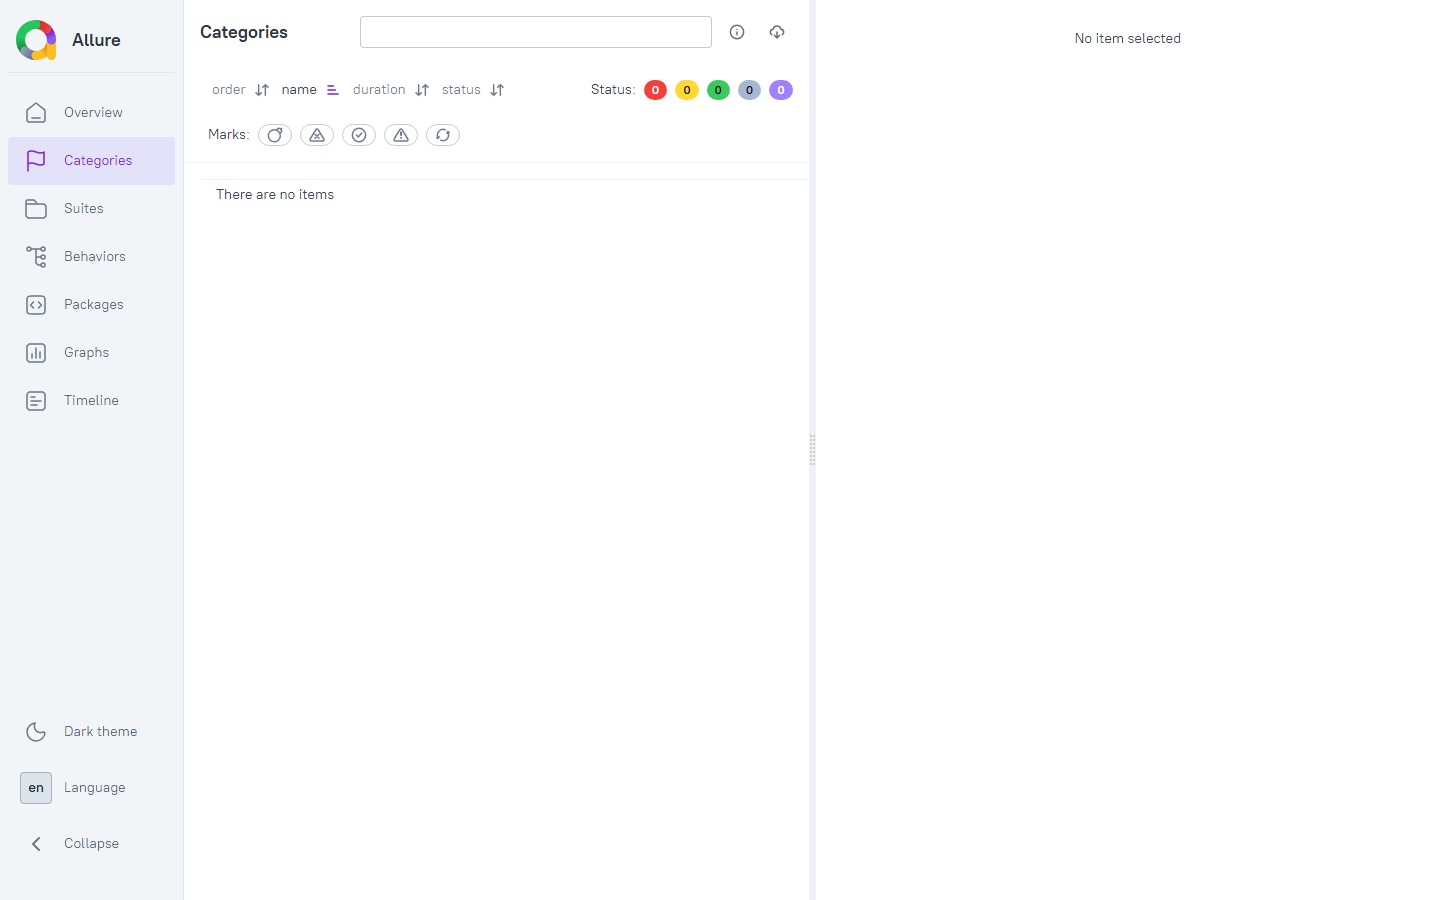 Allure
Overview
Categories
Suites
Behaviors
Packages
Graphs
Timeline
Dark theme
en Language
Collapse
Categories
order name duration status Status: 0 0 0 0 0
Marks:
There are no items
No item selected